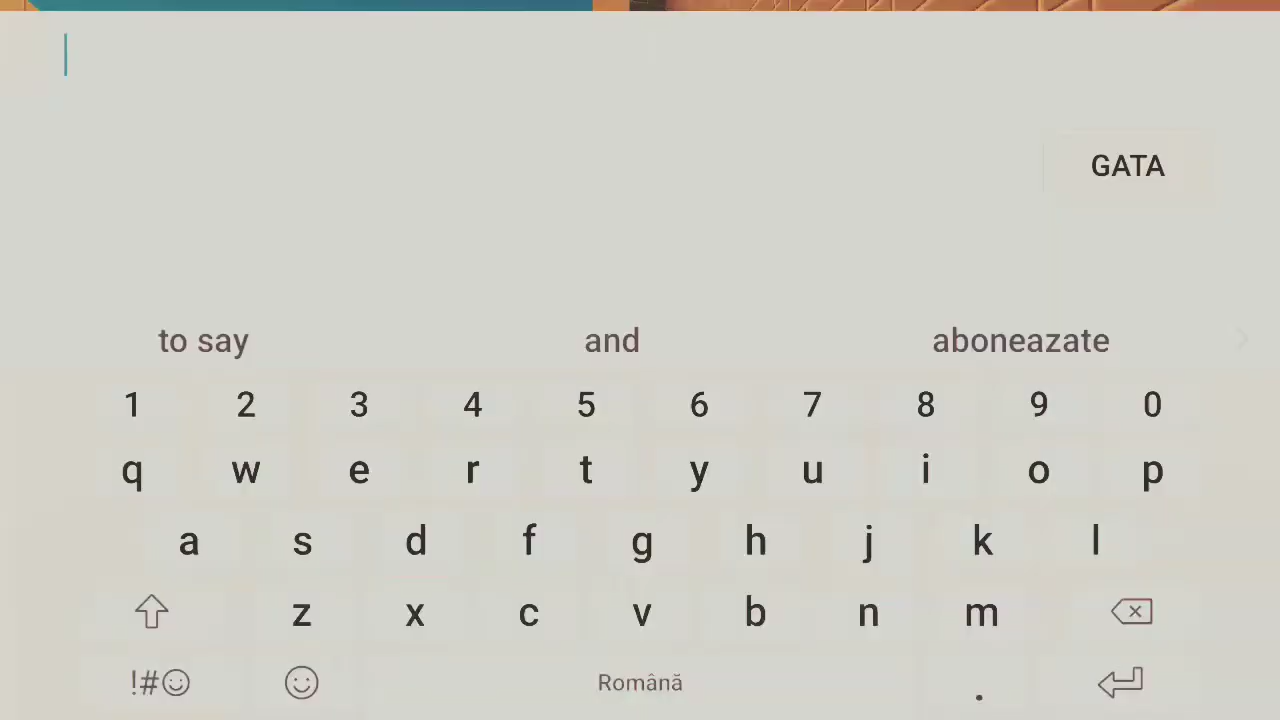 GATA
to say and aboneazate
1 2 3 4 5 6 7 8 9 0
q w e r t y u i o p
a s d f g h j k l
z x c v b n m
!#☺ Română .